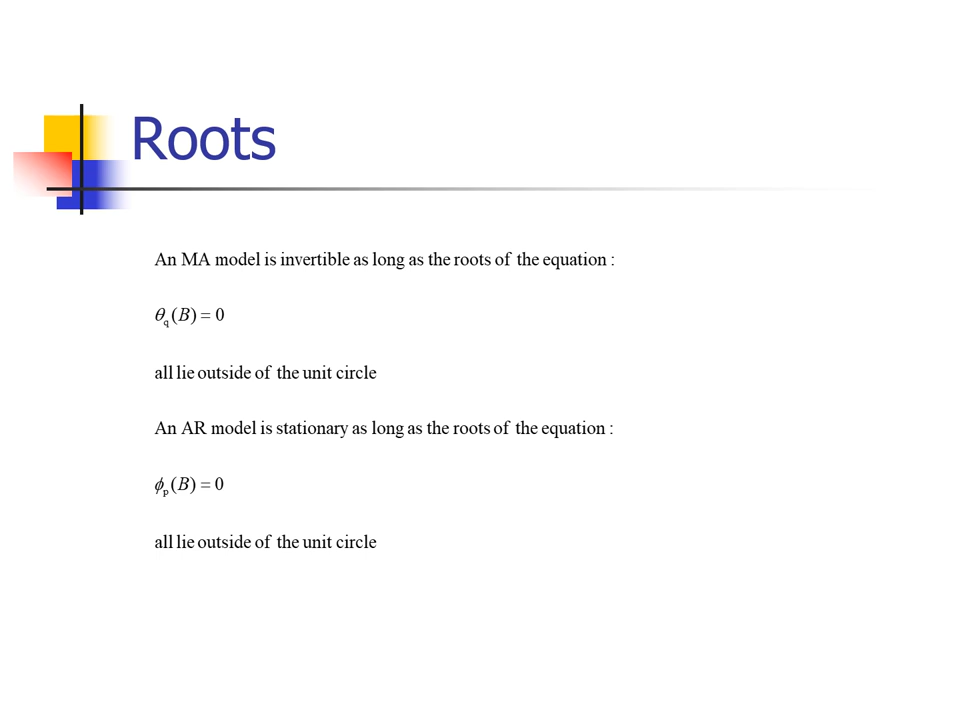 Roots
An MA model is invertible as long as the roots of the equation :
θq(B) = 0
all lie outside of the unit circle
An AR model is stationary as long as the roots of the equation :
ϕp(B) = 0
all lie outside of the unit circle